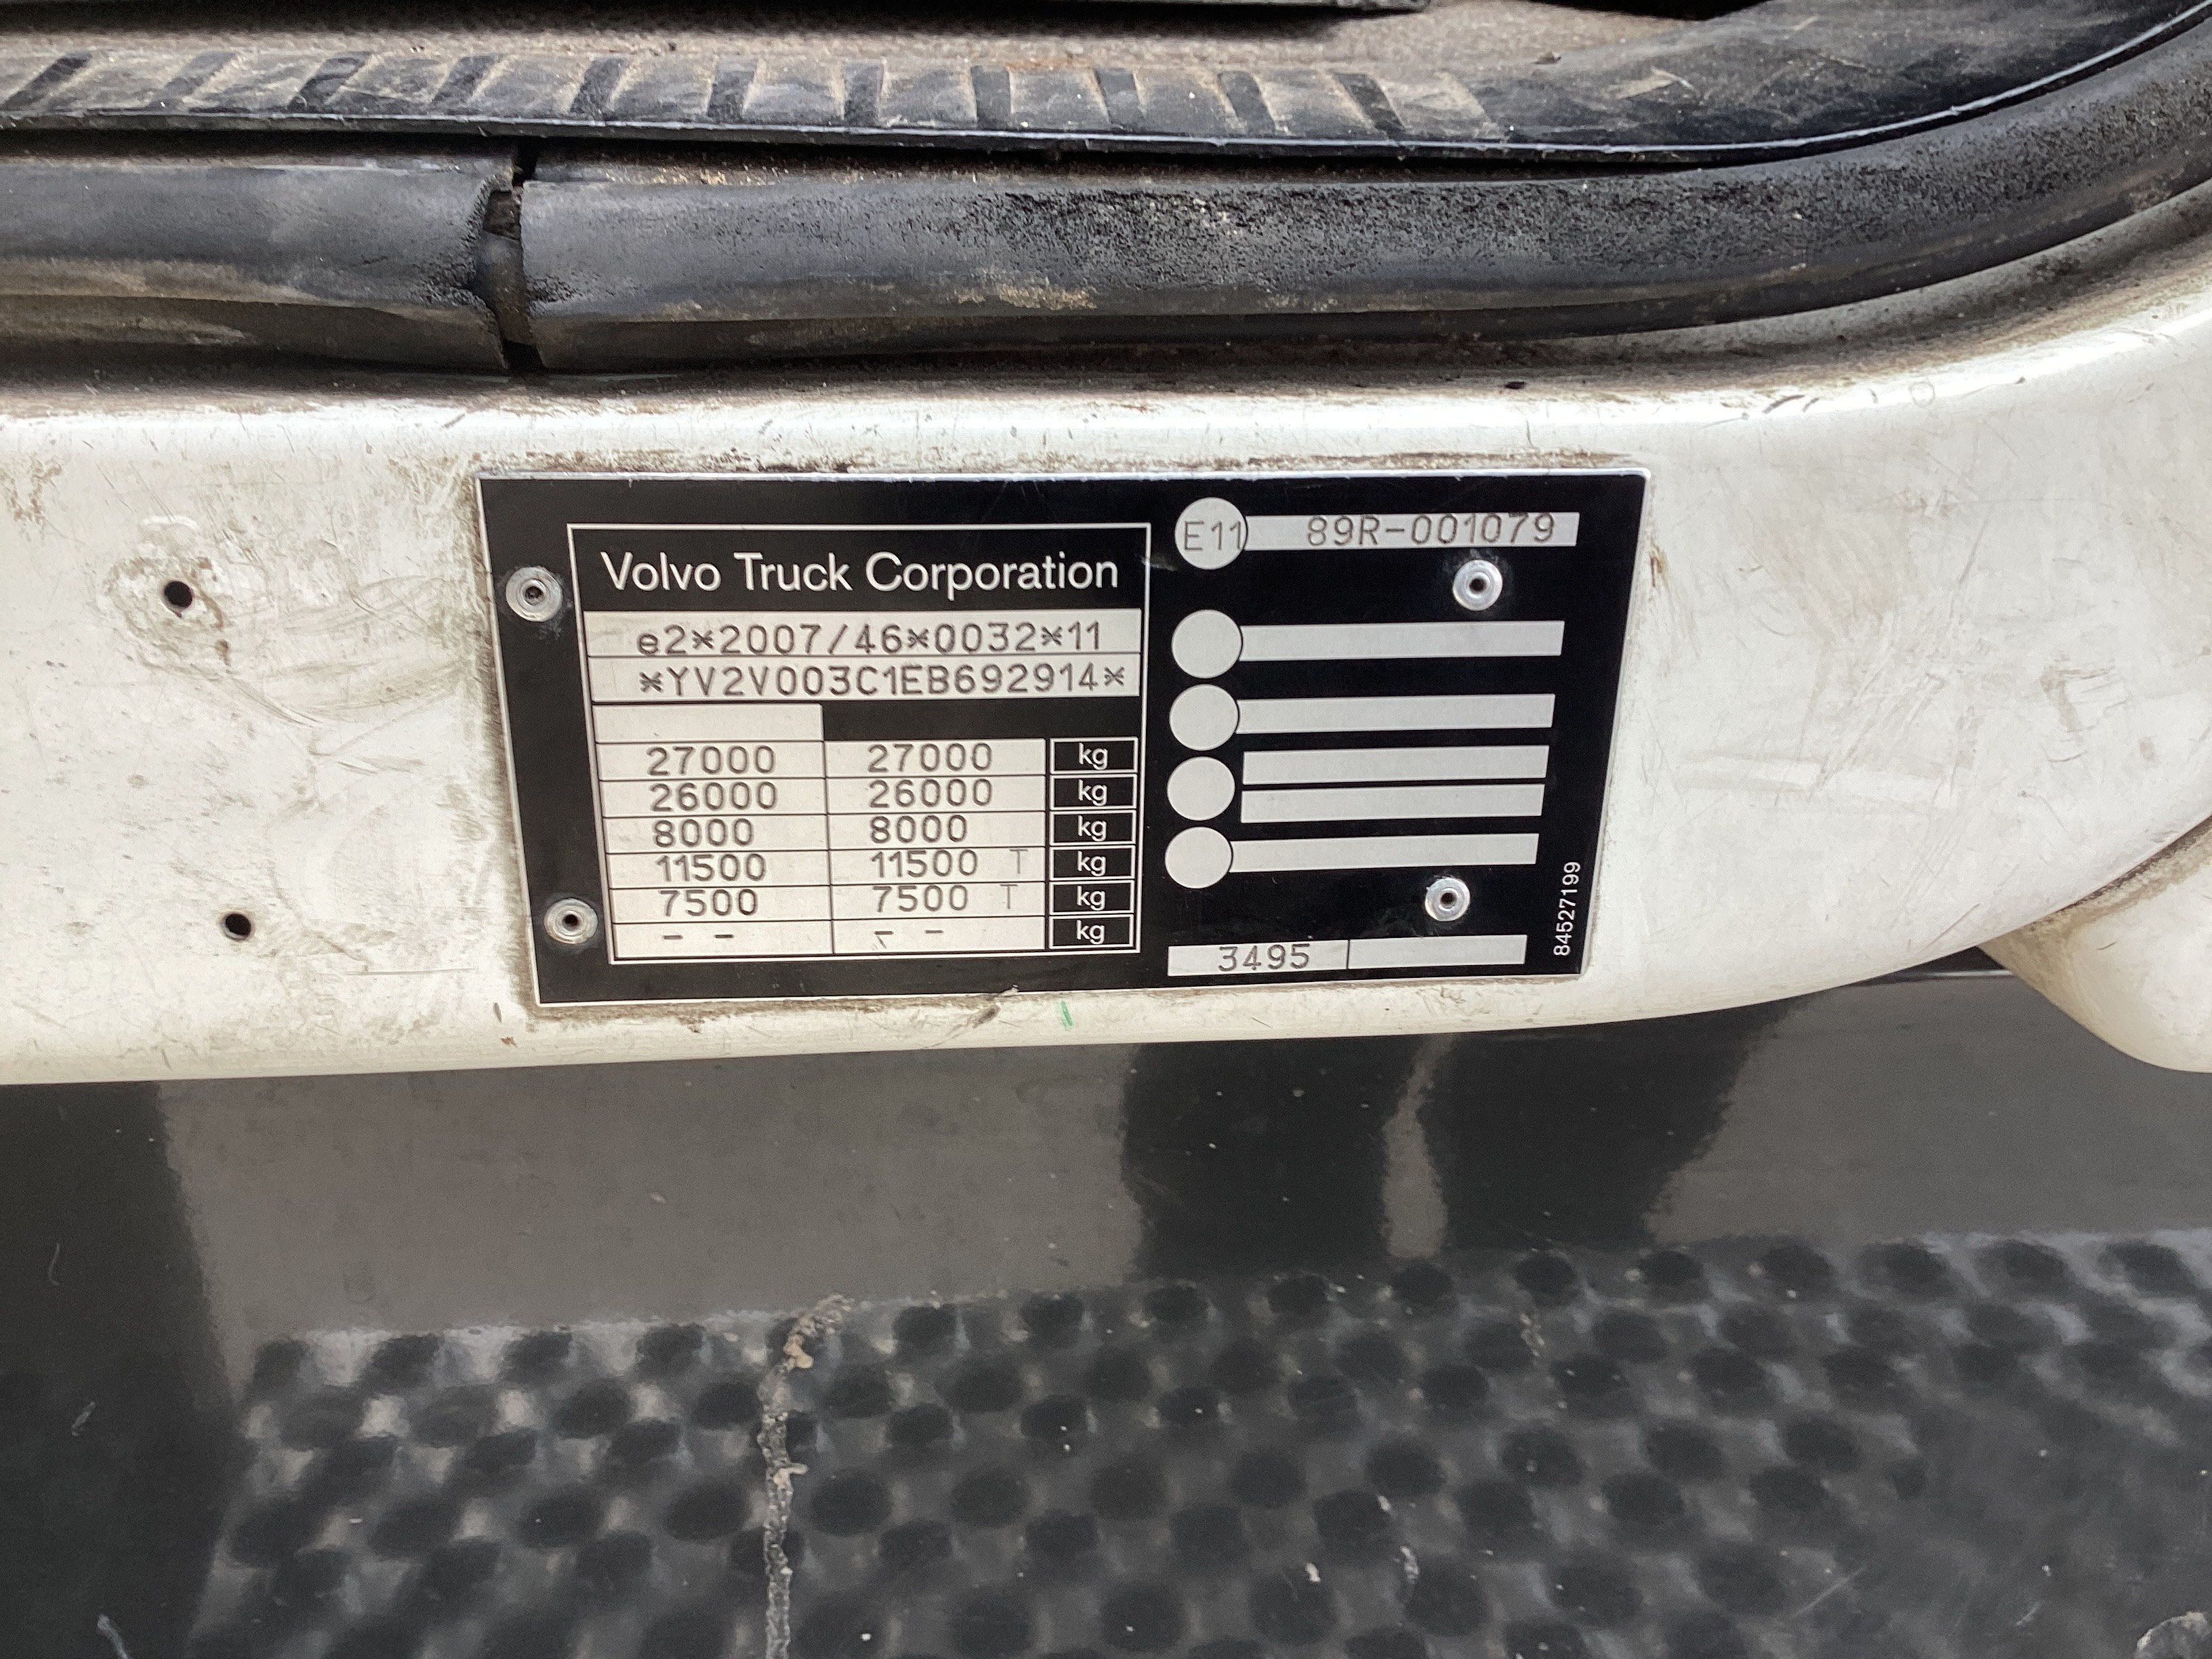 Volvo Truck Corporation
e2*2007/46*0032*11
*YV2V003C1EB692914*
27000 27000 kg
26000 26000 kg
8000 8000 kg
11500 11500 T kg
7500 7500 T kg
- - - - kg
E11 89R-001079
3495
84527199